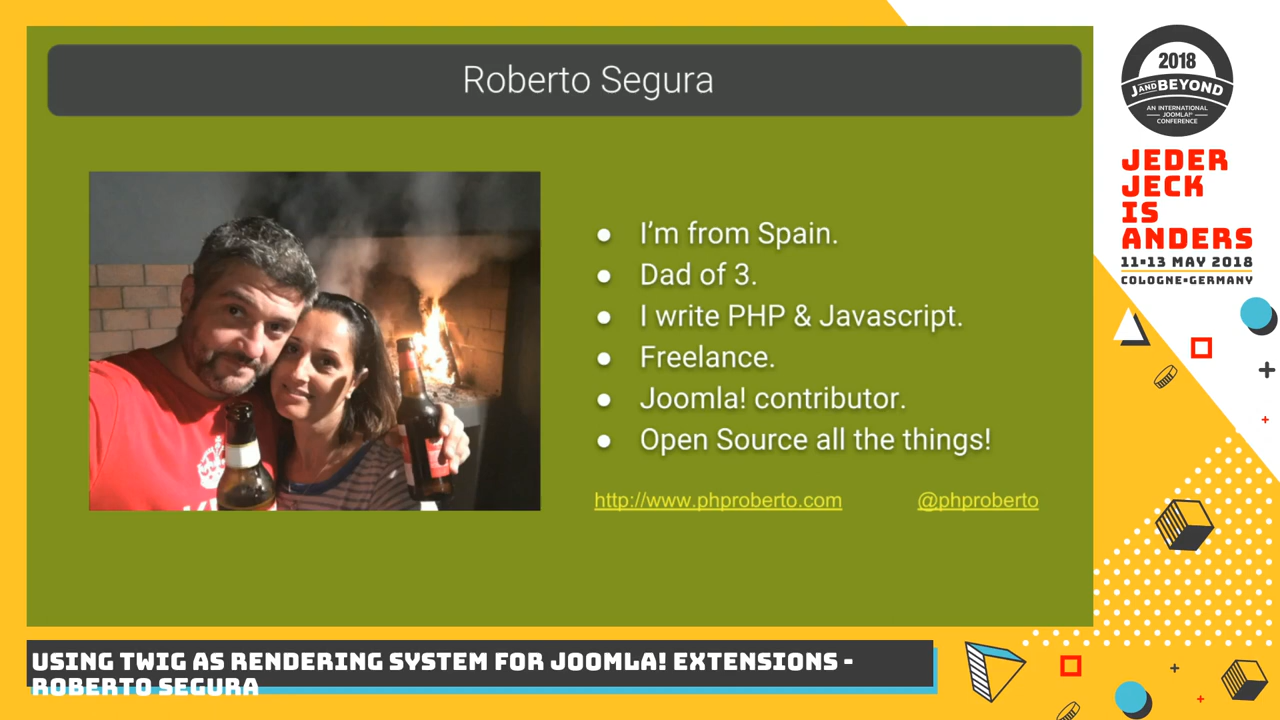 Roberto Segura
● I’m from Spain.
● Dad of 3.
● I write PHP & Javascript.
● Freelance.
● Joomla! contributor.
● Open Source all the things!
http://www.phproberto.com @phproberto
2018
JANDBEYOND
AN INTERNATIONAL
JOOMLA!®
CONFERENCE
JEDER
JECK
IS
ANDERS
11-13 MAY 2018
COLOGNE-GERMANY
USING TWIG AS RENDERING SYSTEM FOR JOOMLA! EXTENSIONS -
ROBERTO SEGURA